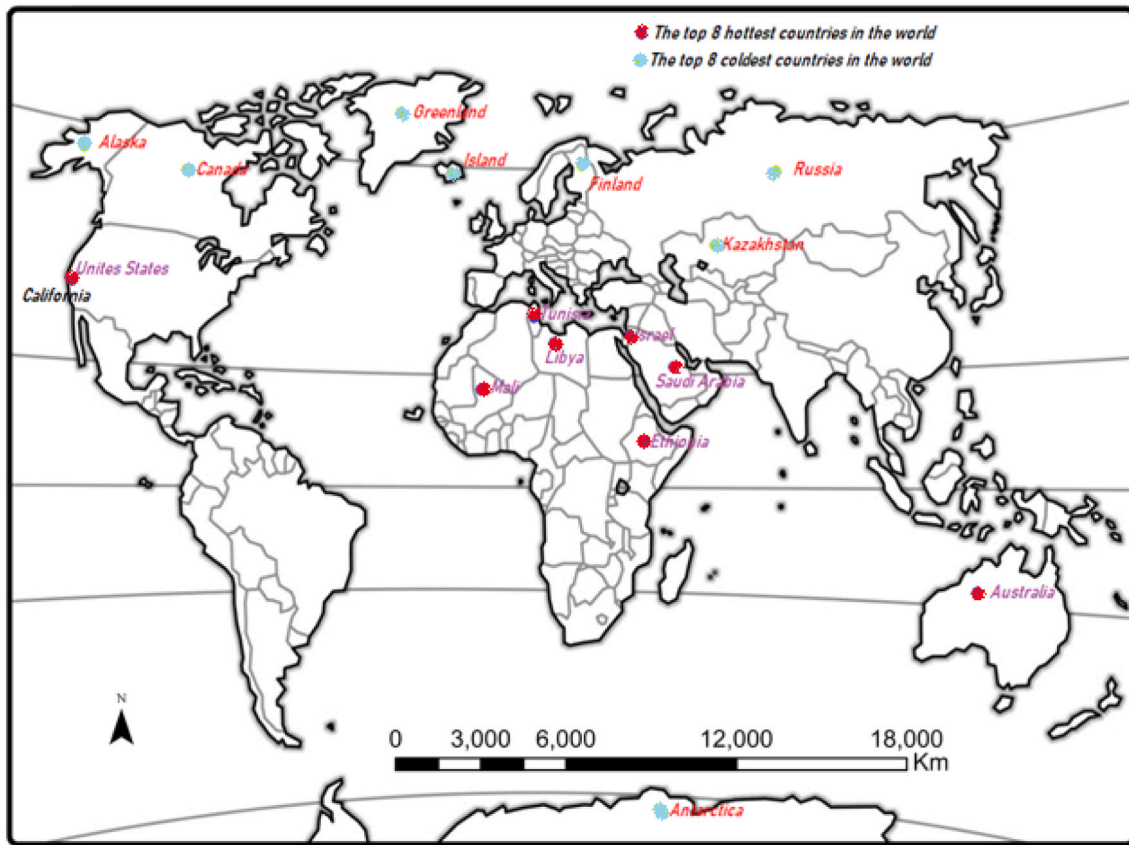 The top 8 hottest countries in the world
The top 8 coldest countries in the world
Greenland
Alaska
Canada
Island
Finland
Russia
Kazakhstan
Unites States
California
Tunisia
Israel
Libya
Saudi Arabia
Mali
Ethiopia
Australia
N
0 3,000 6,000 12,000 18,000
Km
Antarctica